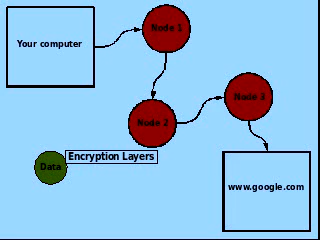 Your computer
Node 1
Node 2
Node 3
Encryption Layers
Data
www.google.com